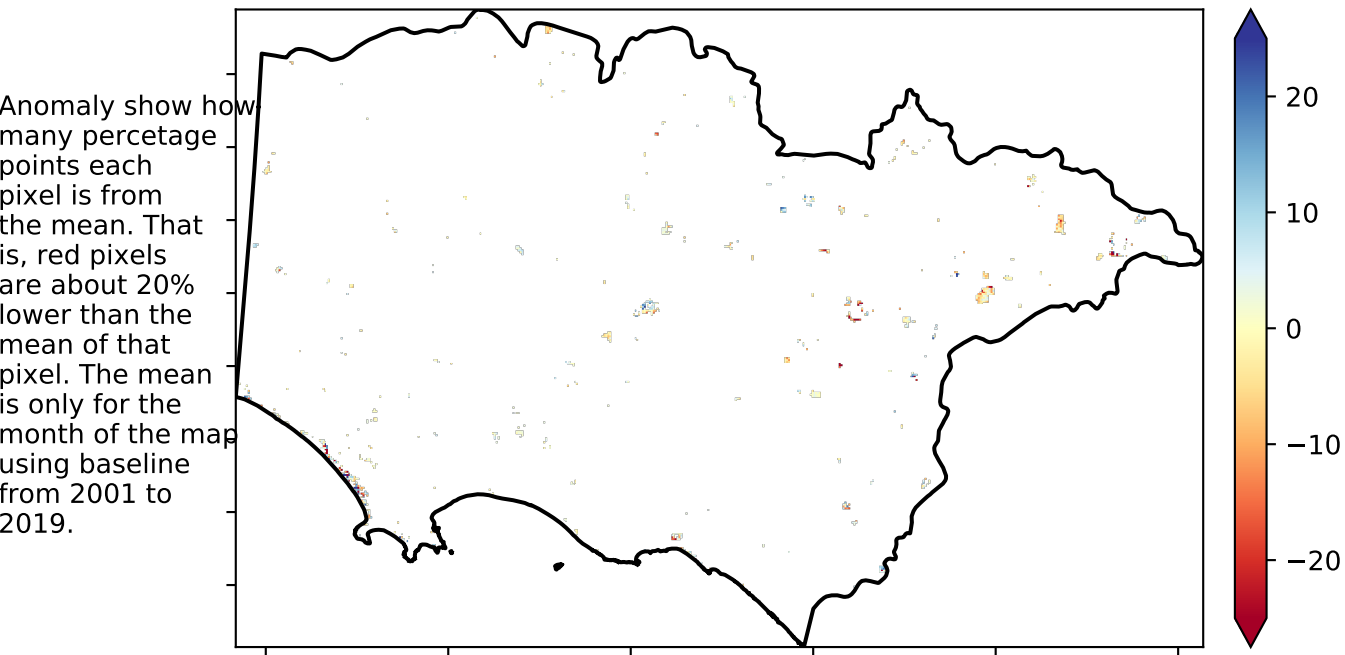 Anomaly show how
many percetage
points each
pixel is from
the mean. That
is, red pixels
are about 20%
lower than the
mean of that
pixel. The mean
is only for the
month of the map
using baseline
from 2001 to
2019.
20
10
0
−10
−20